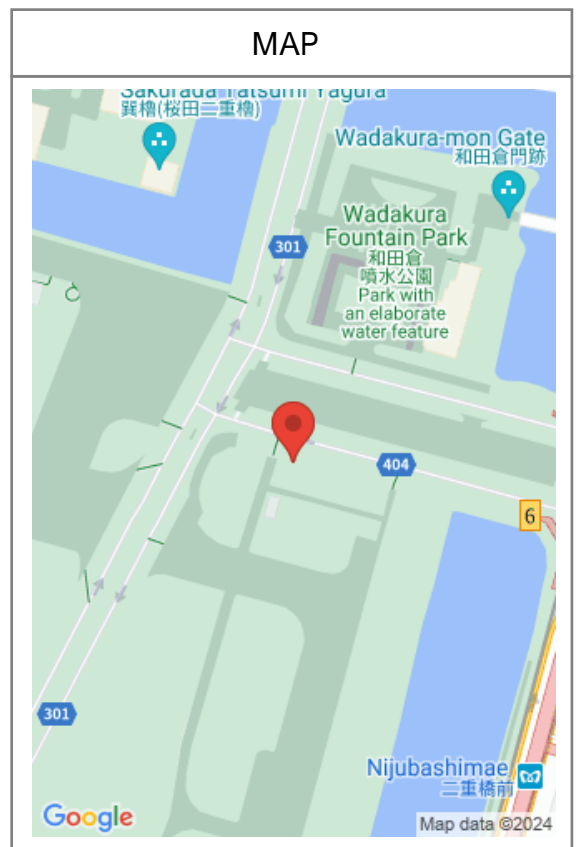 MAP
Sakurada Tatsumi Yagura
巽櫓(桜田二重櫓)
Wadakura-mon Gate
和田倉門跡
Wadakura
Fountain Park
和田倉
噴水公園
Park with
an elaborate
water feature
301
404
6
301
Nijubashimae
二重橋前
Google
Map data ©2024